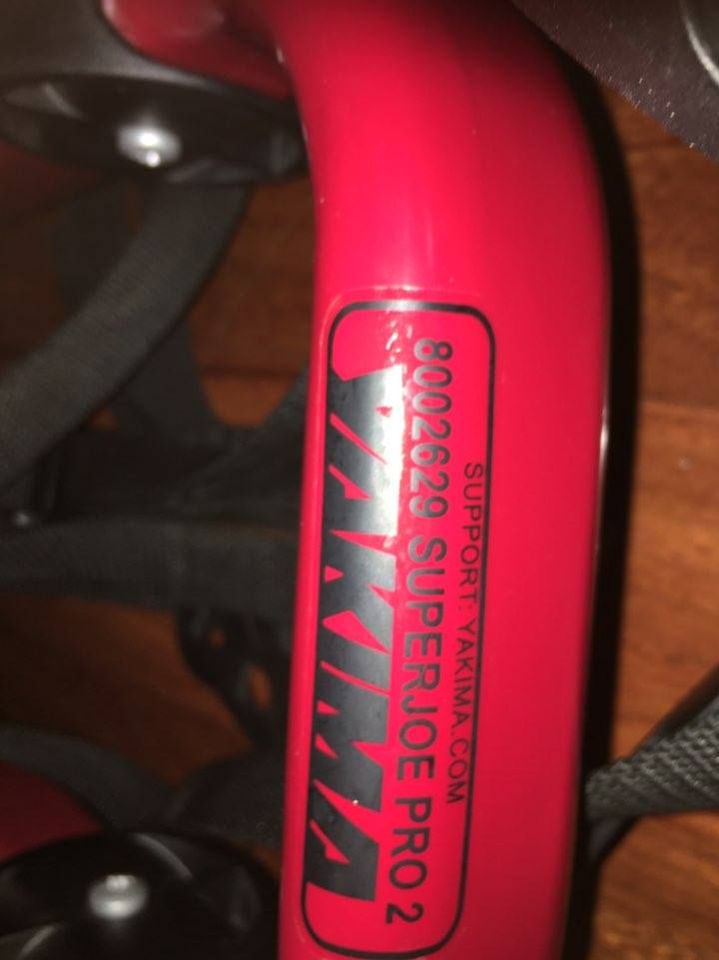 YAKIMA
8002629 SUPERJOE PRO 2
SUPPORT: YAKIMA.COM